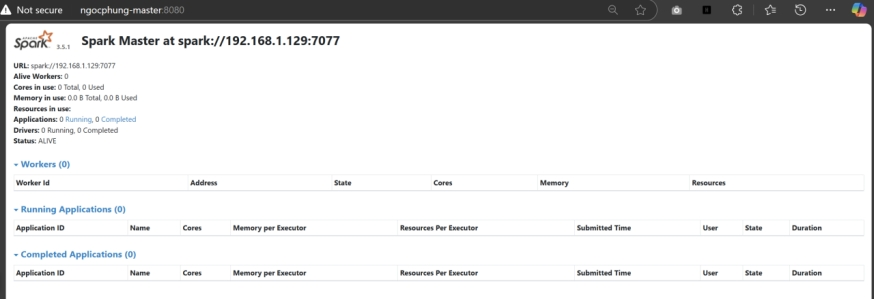 Not secure ngocphung-master:8080
APACHE Spark 3.5.1 Spark Master at spark://192.168.1.129:7077
URL: spark://192.168.1.129:7077
Alive Workers: 0
Cores in use: 0 Total, 0 Used
Memory in use: 0.0 B Total, 0.0 B Used
Resources in use:
Applications: 0 Running, 0 Completed
Drivers: 0 Running, 0 Completed
Status: ALIVE
Workers (0)
Worker Id Address State Cores Memory Resources
Running Applications (0)
Application ID Name Cores Memory per Executor Resources Per Executor Submitted Time User State Duration
Completed Applications (0)
Application ID Name Cores Memory per Executor Resources Per Executor Submitted Time User State Duration